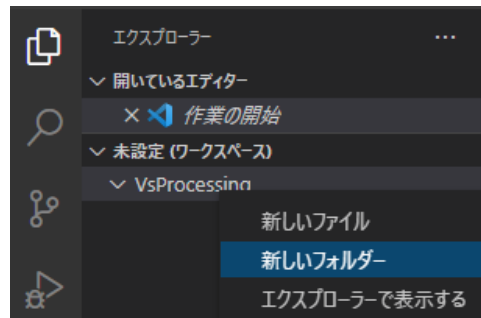 エクスプローラー ...
開いているエディター
作業の開始
未設定 (ワークスペース)
VsProcessing
新しいファイル
新しいフォルダー
エクスプローラーで表示する